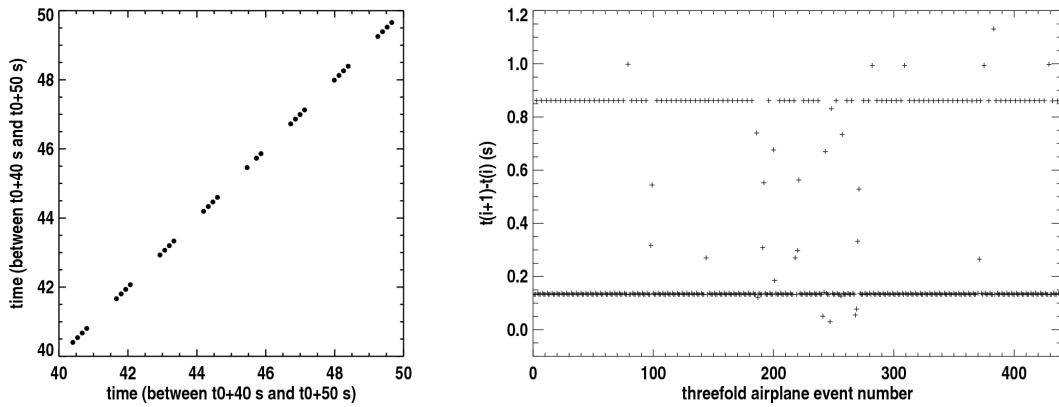 time (between t0+40 s and t0+50 s)
50
48
46
44
42
40
40 42 44 46 48 50
time (between t0+40 s and t0+50 s)
t(i+1)-t(i) (s)
1.2
1.0
0.8
0.6
0.4
0.2
0.0
0 100 200 300 400
threefold airplane event number